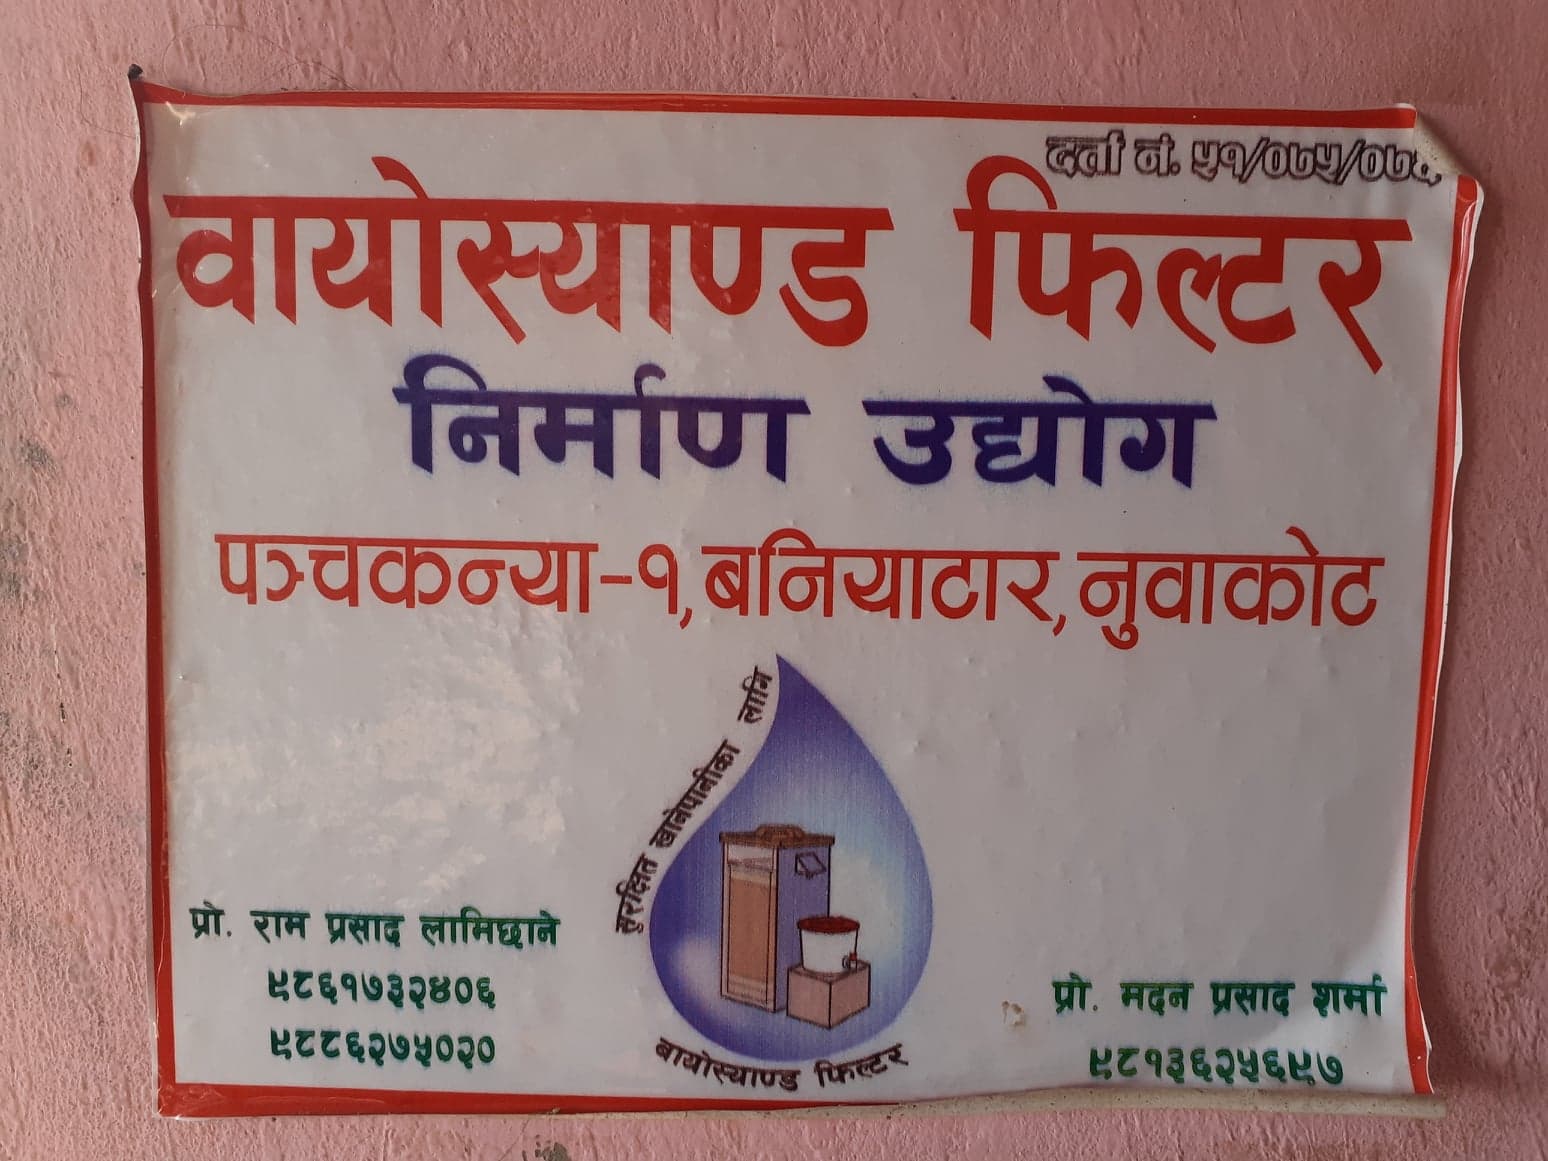 दर्ता नं. ५१/०७५/०७६
वायोस्याण्ड फिल्टर
निर्माण उद्योग
पञ्चकन्या-१, बनियाटार, नुवाकोट
सुरक्षित खानेपानीका लागि
बायोस्याण्ड फिल्टर
प्रो. राम प्रसाद लामिछाने
९८६१७३२४०६
९८८६२७५०२०
प्रो. मदन प्रसाद शर्मा
९८१३६२५६९७